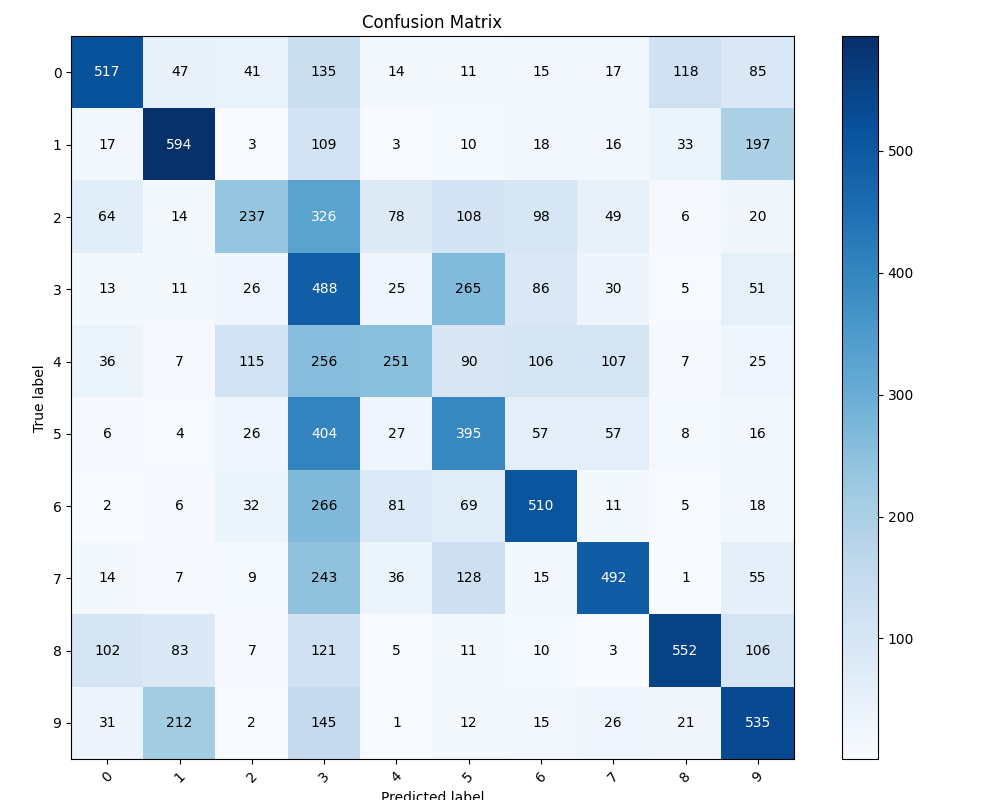 Confusion Matrix
0 517 47 41 135 14 11 15 17 118 85
1 17 594 3 109 3 10 18 16 33 197
2 64 14 237 326 78 108 98 49 6 20
3 13 11 26 488 25 265 86 30 5 51
4 36 7 115 256 251 90 106 107 7 25
5 6 4 26 404 27 395 57 57 8 16
6 2 6 32 266 81 69 510 11 5 18
7 14 7 9 243 36 128 15 492 1 55
8 102 83 7 121 5 11 10 3 552 106
9 31 212 2 145 1 12 15 26 21 535
0 1 2 3 4 5 6 7 8 9
Predicted label
True label
500
400
300
200
100